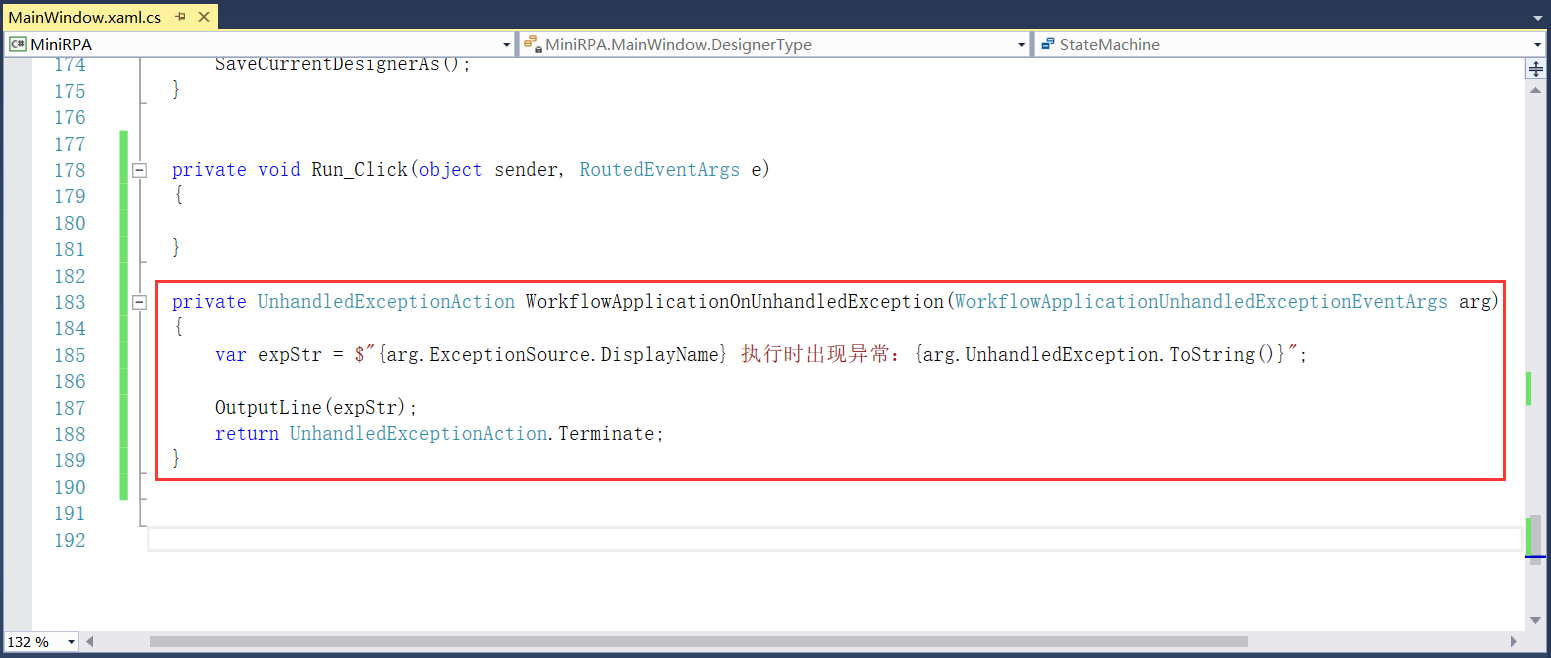 MainWindow.xaml.cs
MiniRPA MiniRPA.MainWindow.DesignerType StateMachine
174 SaveCurrentDesignerAs();
175 }
176
177
178 private void Run_Click(object sender, RoutedEventArgs e)
179 {
180
181 }
182
183 private UnhandledExceptionAction WorkflowApplicationOnUnhandledException(WorkflowApplicationUnhandledExceptionEventArgs arg)
184 {
185 var expStr = $"{arg.ExceptionSource.DisplayName} 执行时出现异常：{arg.UnhandledException.ToString()}";
186
187 OutputLine(expStr);
188 return UnhandledExceptionAction.Terminate;
189 }
190
191
192
132 %